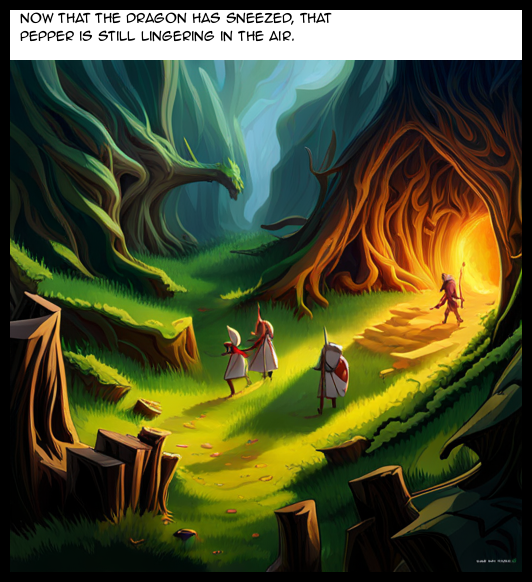 NOW THAT THE DRAGON HAS SNEEZED, THAT
PEPPER IS STILL LINGERING IN THE AIR.